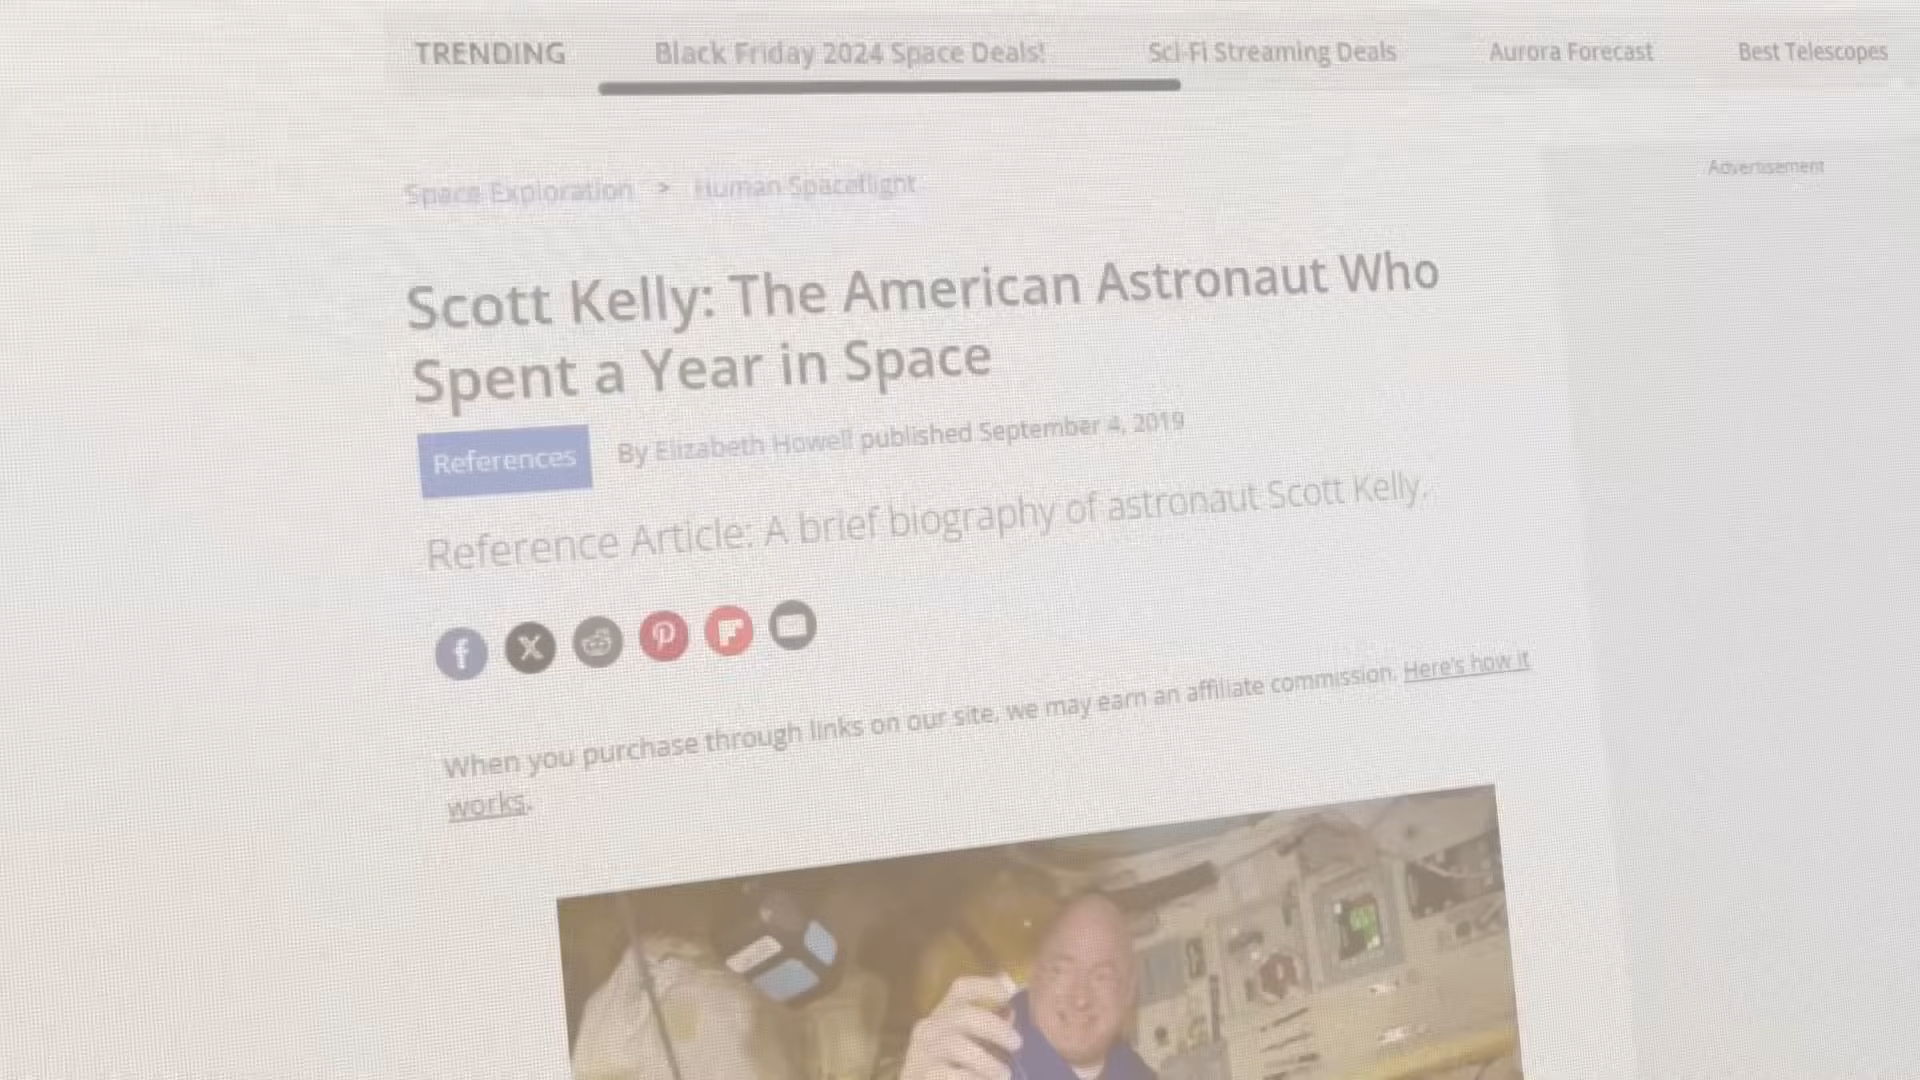 TRENDING Black Friday 2024 Space Deals! Sci-Fi Streaming Deals Aurora Forecast Best Telescopes
Advertisement
Space Exploration > Human Spaceflight
Scott Kelly: The American Astronaut Who
Spent a Year in Space
References By Elizabeth Howell published September 4, 2019
Reference Article: A brief biography of astronaut Scott Kelly.
When you purchase through links on our site, we may earn an affiliate commission. Here's how it
works.